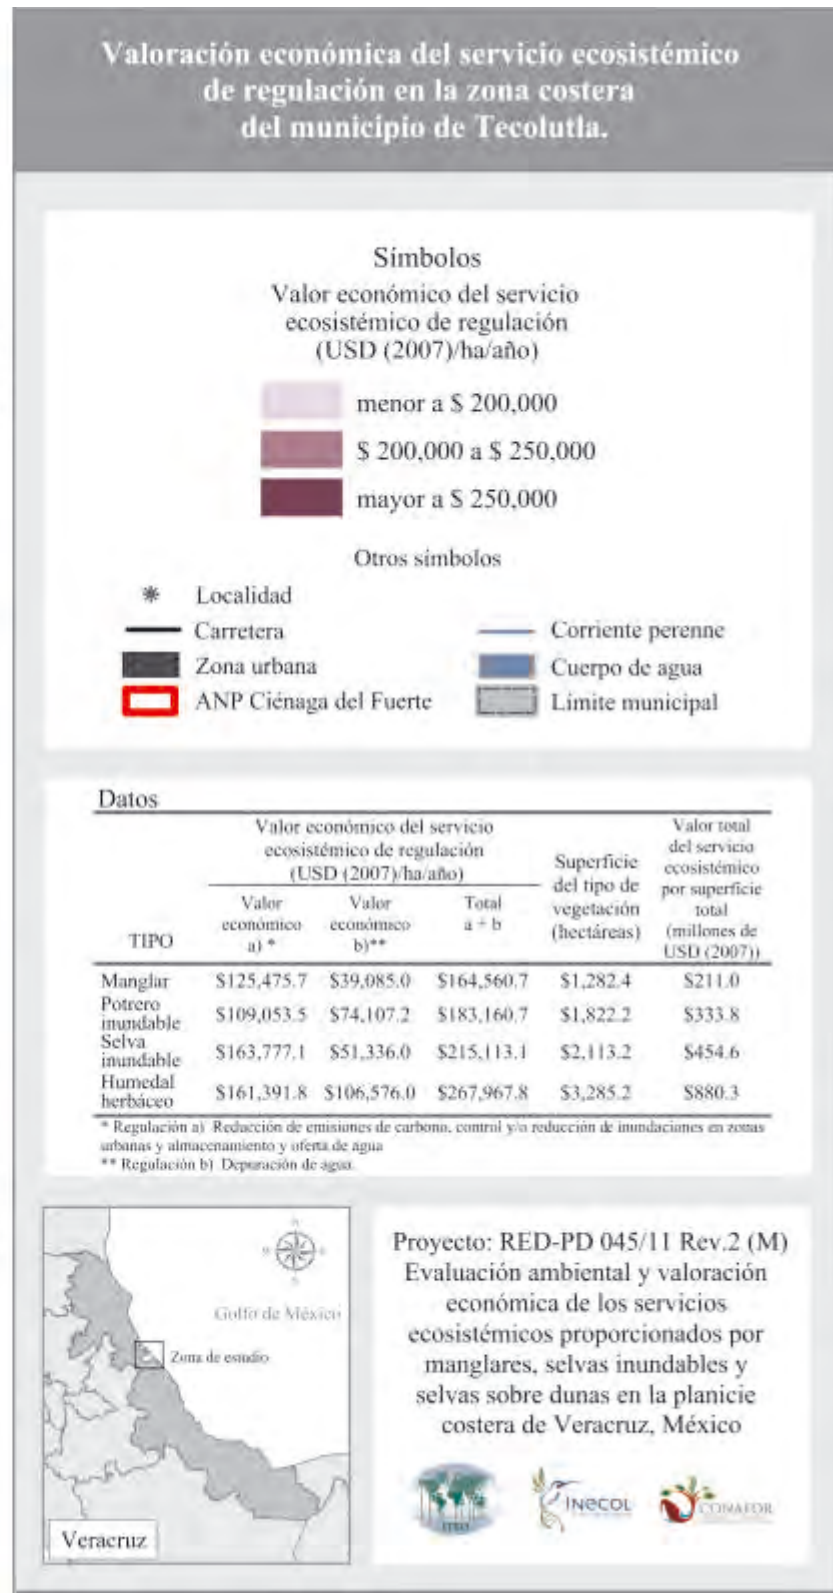 Valoración económica del servicio ecosistémico
de regulación en la zona costera
del municipio de Tecolutla.
Símbolos
Valor económico del servicio
ecosistémico de regulación
(USD (2007)/ha/año)
menor a $ 200,000
$ 200,000 a $ 250,000
mayor a $ 250,000
Otros símbolos
Localidad
Carretera
Corriente perenne
Zona urbana
Cuerpo de agua
ANP Ciénaga del Fuerte
Límite municipal
Datos
Valor económico del servicio
ecosistémico de regulación
(USD (2007)/ha/año)
Superficie
del tipo de
vegetación
(hectáreas)
Valor total
del servicio
ecosistémico
por superficie
total
(millones de
USD (2007))
TIPO
Valor
económico
a) *
Valor
económico
b)**
Total
a + b
Manglar $125,475.7 $39,085.0 $164,560.7 $1,282.4 $211.0
Potrero
inundable $109,053.5 $74,107.2 $183,160.7 $1,822.2 $333.8
Selva
inundable $163,777.1 $51,336.0 $215,113.1 $2,113.2 $454.6
Humedal
herbáceo $161,391.8 $106,576.0 $267,967.8 $3,285.2 $880.3
* Regulación a) Reducción de emisiones de carbono, control y/o reducción de inundaciones en zonas
urbanas y almacenamiento y oferta de agua
** Regulación b) Depuración de agua.
Golfo de México
Zona de estudio
Veracruz
Proyecto: RED-PD 045/11 Rev.2 (M)
Evaluación ambiental y valoración
económica de los servicios
ecosistémicos proporcionados por
manglares, selvas inundables y
selvas sobre dunas en la planicie
costera de Veracruz, México
INECOL
CONAFOR